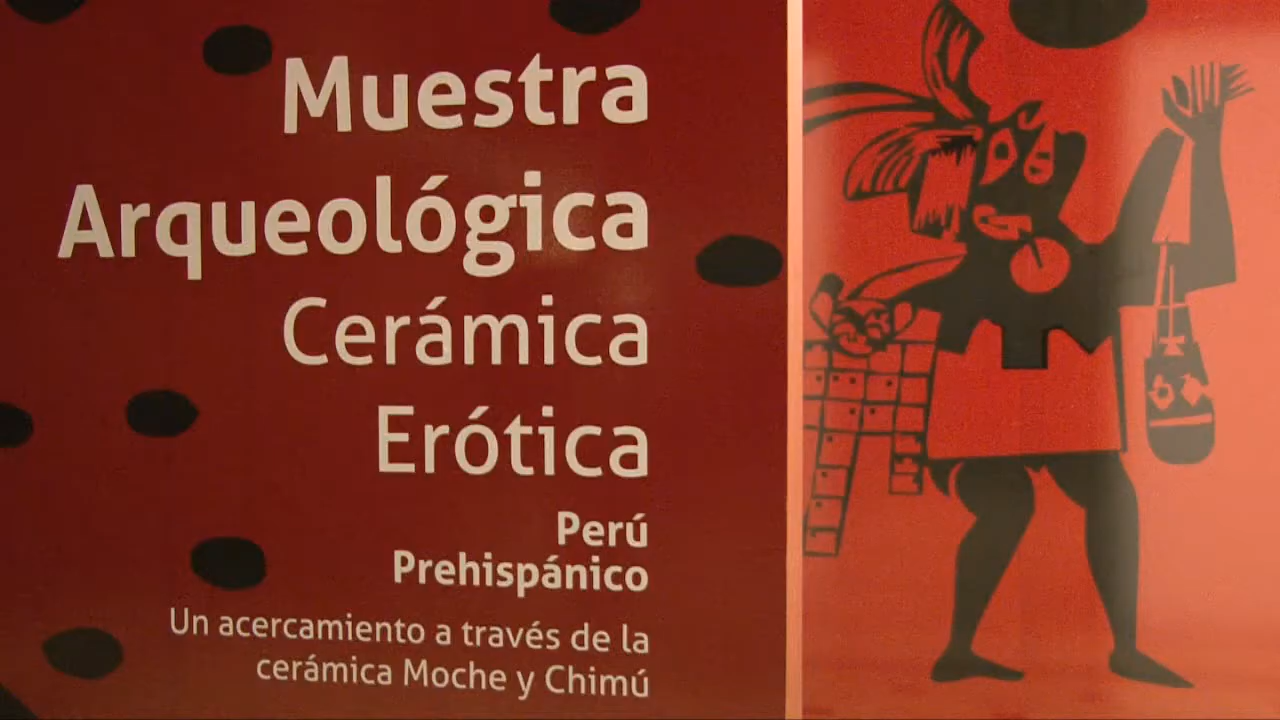 Muestra
Arqueológica
Cerámica
Erótica
Perú
Prehispánico
Un acercamiento a través de la
cerámica Moche y Chimú